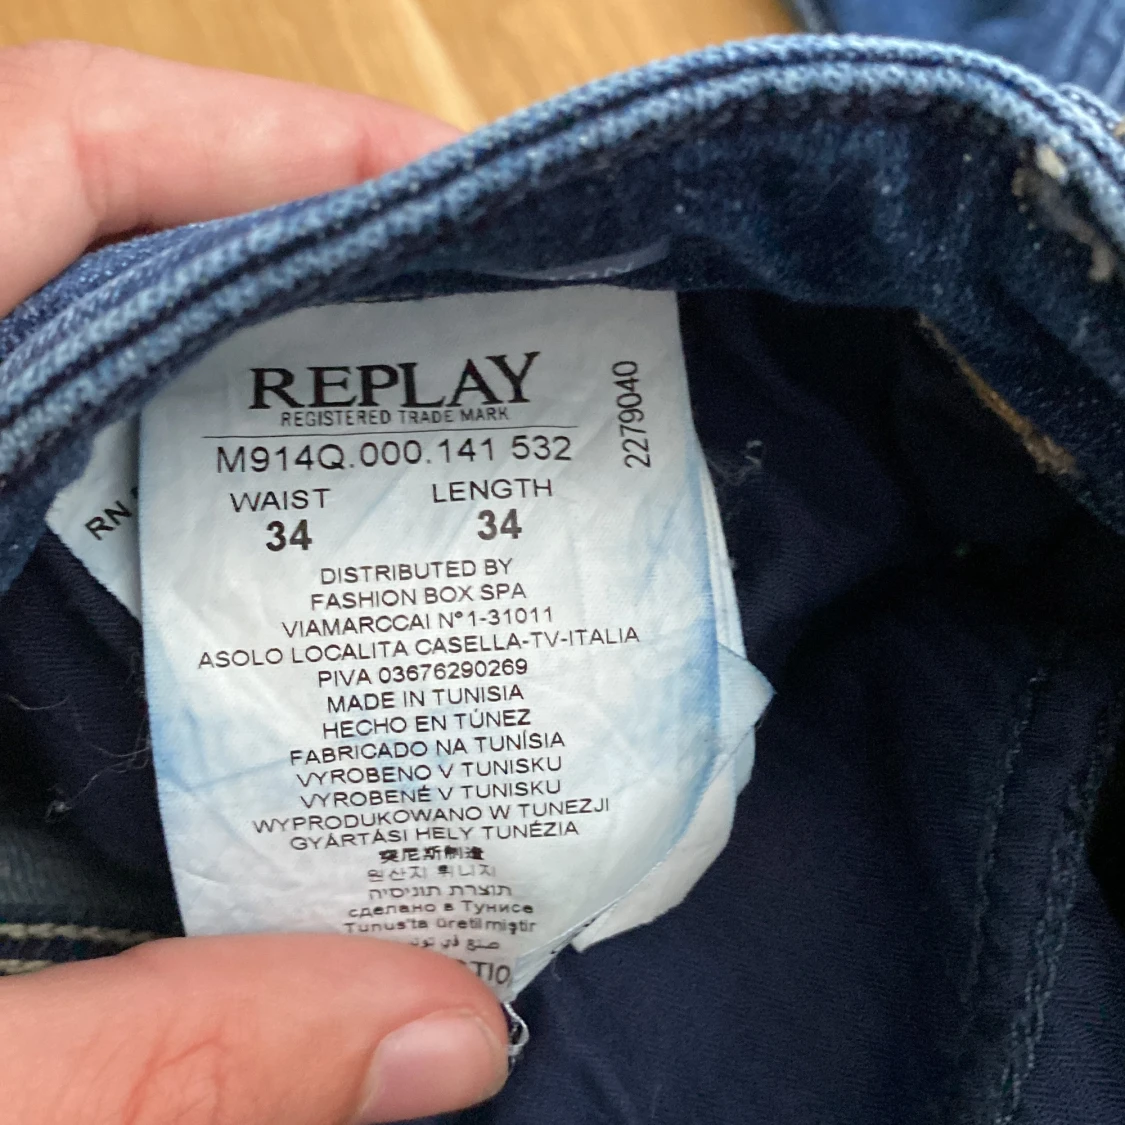 REPLAY
REGISTERED TRADE MARK
M914Q.000.141 532
2279040
WAIST LENGTH
34 34
RN
DISTRIBUTED BY
FASHION BOX SPA
VIAMARCCAI N°1-31011
ASOLO LOCALITA CASELLA-TV-ITALIA
PIVA 03676290269
MADE IN TUNISIA
HECHO EN TÚNEZ
FABRICADO NA TUNÍSIA
VYROBENO V TUNISKU
VYROBENÉ V TUNISKU
WYPRODUKOWANO W TUNEZJI
GYÁRTÁSI HELY TUNÉZIA
突尼斯制造
원산지 튀니지
תוצרת תוניסיה
сделано в Тунисе
Tunus'ta üretilmiştir
صنع في